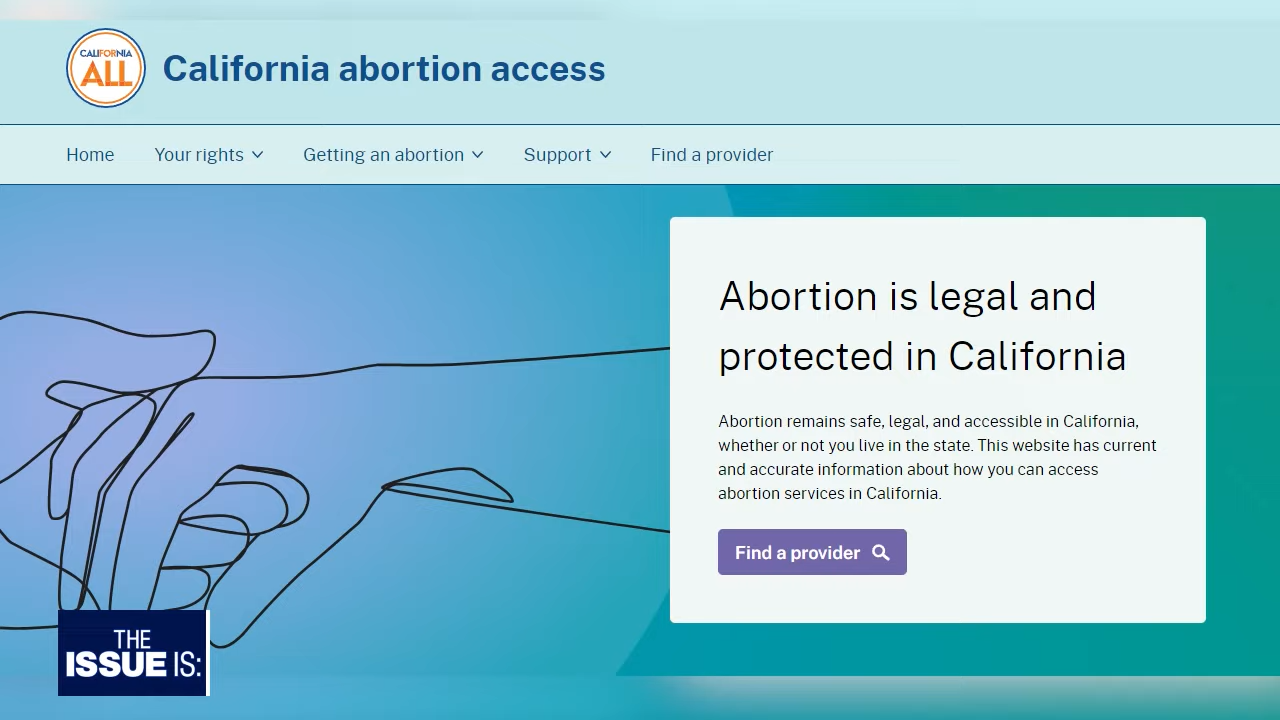 CALIFORNIA
ALL
California abortion access
Home
Your rights
Getting an abortion
Support
Find a provider
Abortion is legal and
protected in California
Abortion remains safe, legal, and accessible in California,
whether or not you live in the state. This website has current
and accurate information about how you can access
abortion services in California.
Find a provider
THE
ISSUE IS: